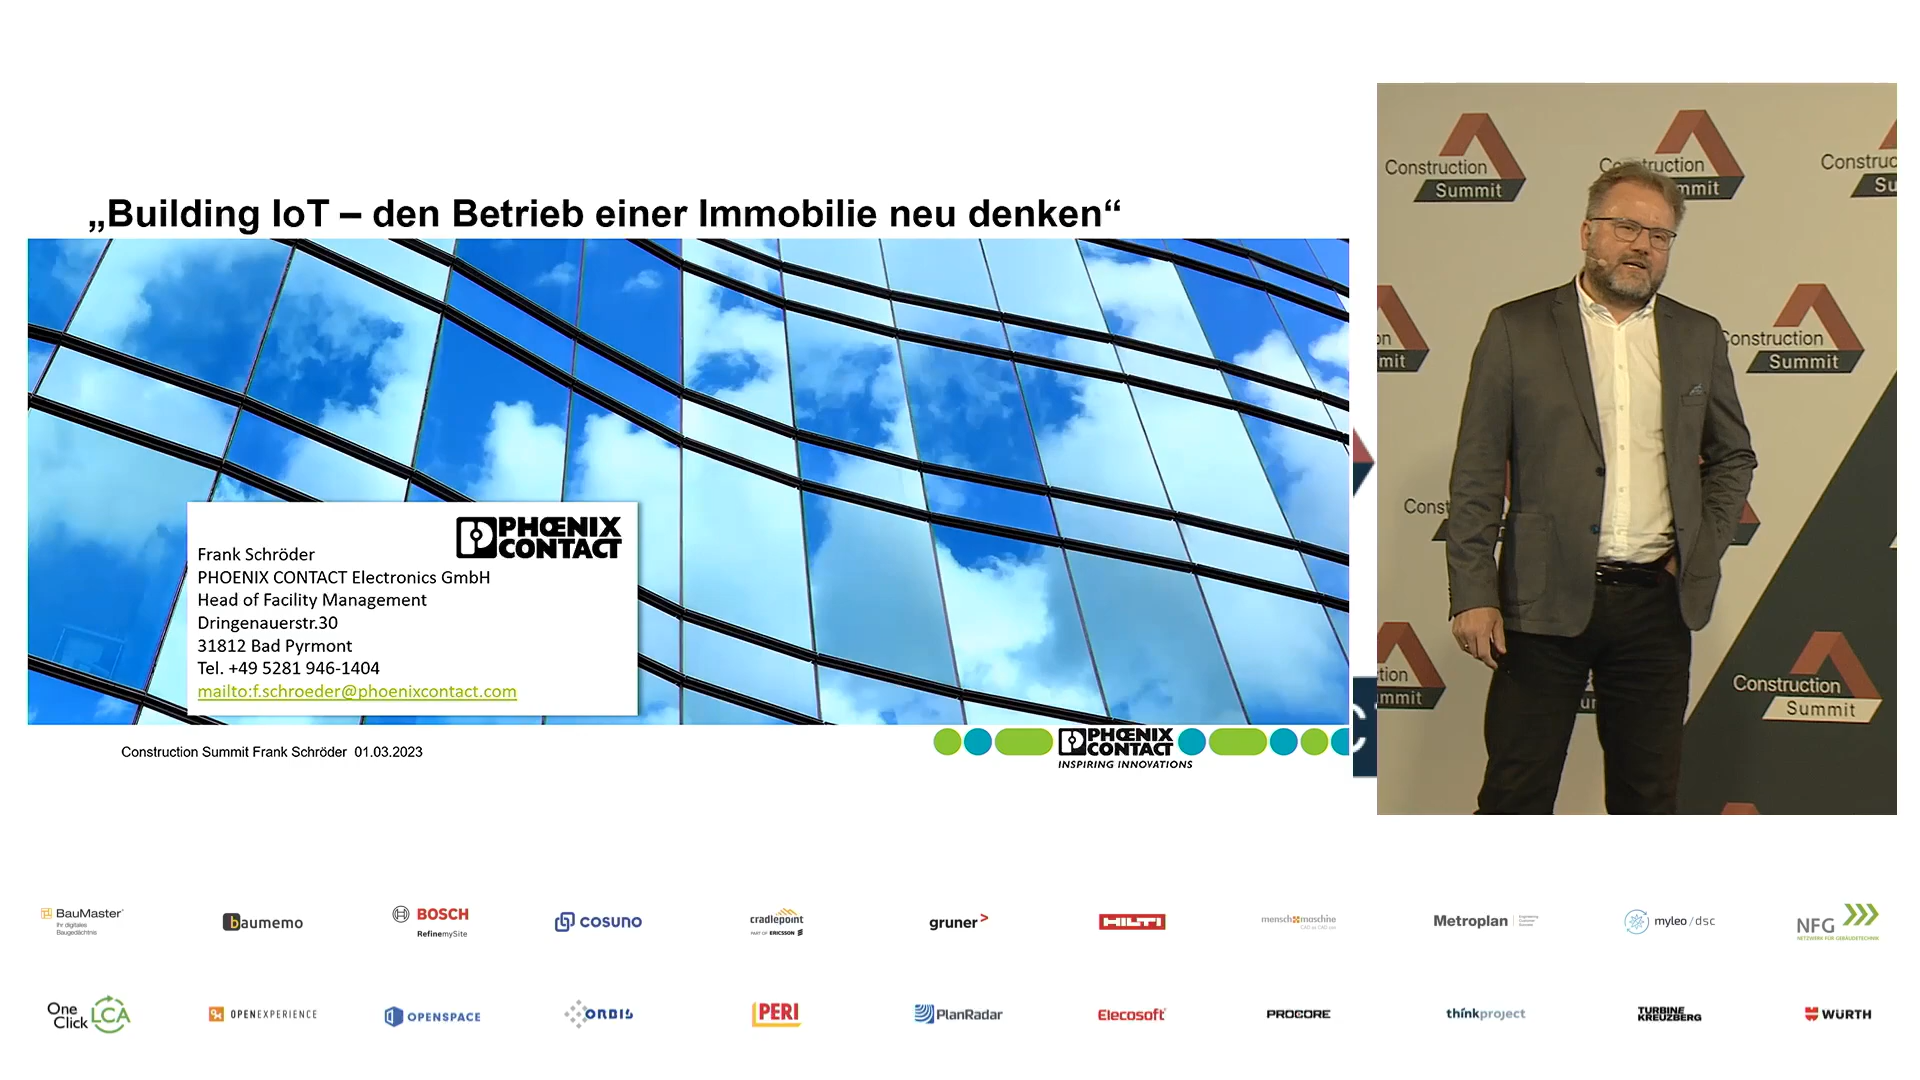 „Building IoT – den Betrieb einer Immobilie neu denken“
PHŒNIX
CONTACT
Frank Schröder
PHOENIX CONTACT Electronics GmbH
Head of Facility Management
Dringenauerstr.30
31812 Bad Pyrmont
Tel. +49 5281 946-1404
mailto:f.schroeder@phoenixcontact.com
Construction Summit Frank Schröder 01.03.2023
PHŒNIX
CONTACT
INSPIRING INNOVATIONS
Construction
Summit
Construction
Summit
Construction
Summit
Construction
Summit
BauMaster
Ihr digitales
Baugedächtnis
baumemo
BOSCH
RefinemySite
COSUNO
cradlepoint
PART OF ERICSSON
gruner>
HILTI
mensch maschine
CAD as CAD can
Metroplan
myleo / dsc
NFG
NETZWERK FÜR GEBÄUDETECHNIK
One
Click LCA
OPENEXPERIENCE
OPENSPACE
ORBIS
PERI
PlanRadar
Elecosoft
PROCORE
thinkproject
TURBINE
KREUZBERG
WÜRTH